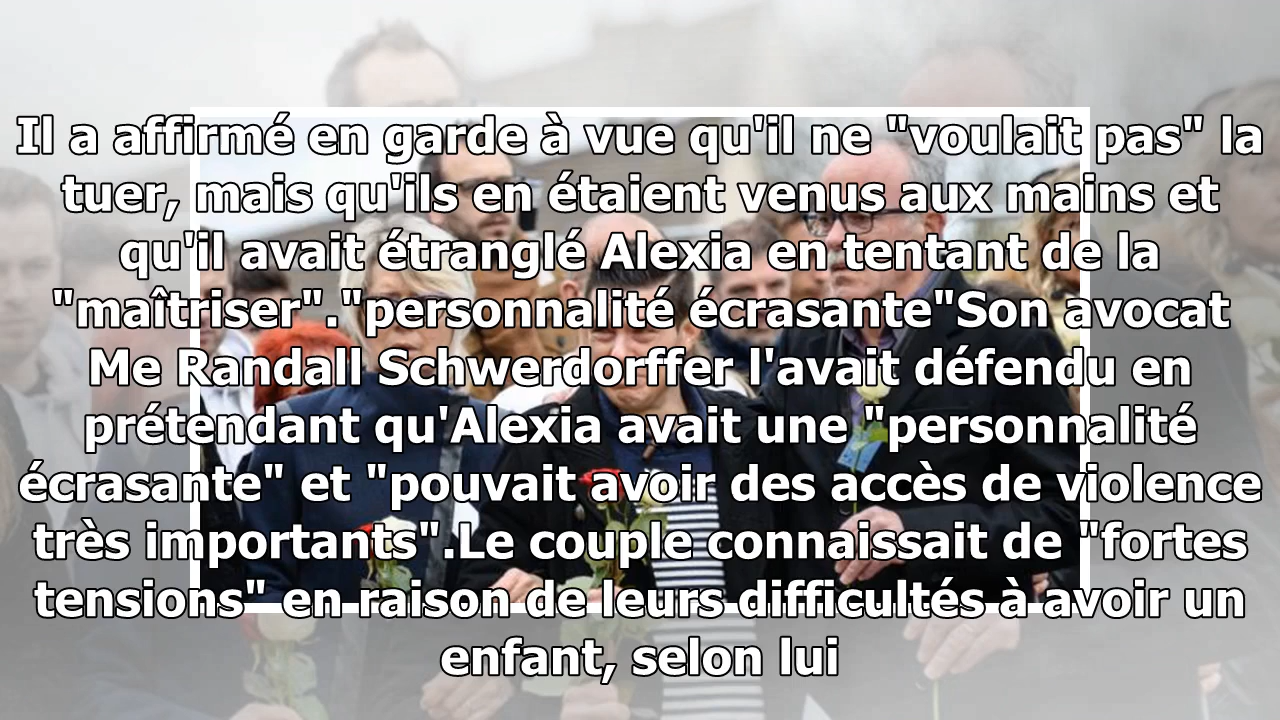 Il a affirmé en garde à vue qu'il ne "voulait pas" la
tuer, mais qu'ils en étaient venus aux mains et
qu'il avait étranglé Alexia en tentant de la
"maîtriser"."personnalité écrasante"Son avocat
Me Randall Schwerdorffer l'avait défendu en
prétendant qu'Alexia avait une "personnalité
écrasante" et "pouvait avoir des accès de violence
très importants".Le couple connaissait de "fortes
tensions" en raison de leurs difficultés à avoir un
enfant, selon lui